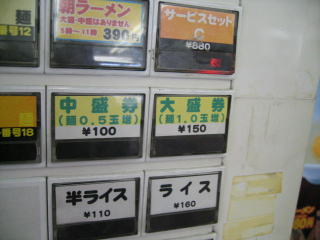 麺
番号12
朝ラーメン
大盛・中盛はありません
390円
サービスセット
C
¥880
番号18
中盛券
(麺0.5玉増)
¥100
大盛券
(麺1.0玉増)
¥150
半ライス
¥110
ライス
¥160